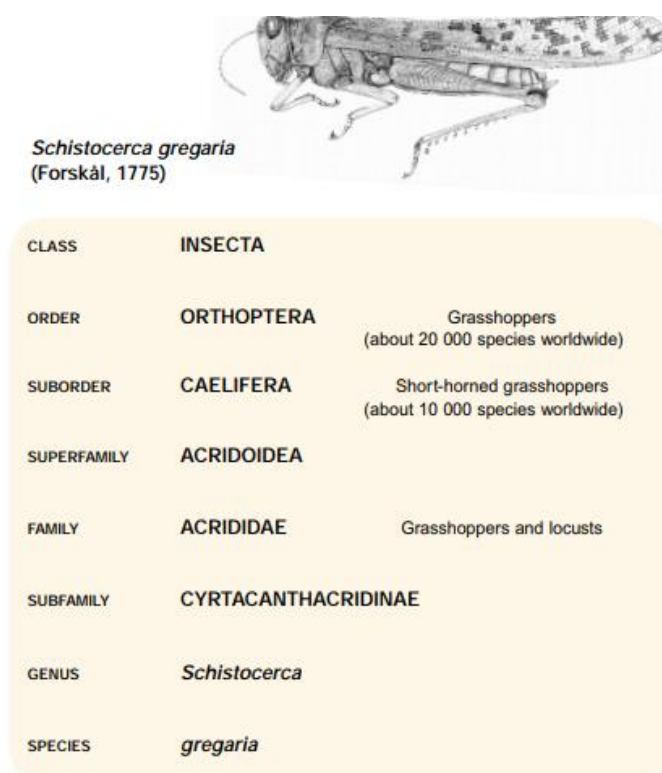 Schistocerca gregaria
(Forskål, 1775)
CLASS INSECTA
ORDER ORTHOPTERA Grasshoppers
(about 20 000 species worldwide)
SUBORDER CAELIFERA Short-horned grasshoppers
(about 10 000 species worldwide)
SUPERFAMILY ACRIDOIDEA
FAMILY ACRIDIDAE Grasshoppers and locusts
SUBFAMILY CYRTACANTHACRIDINAE
GENUS Schistocerca
SPECIES gregaria